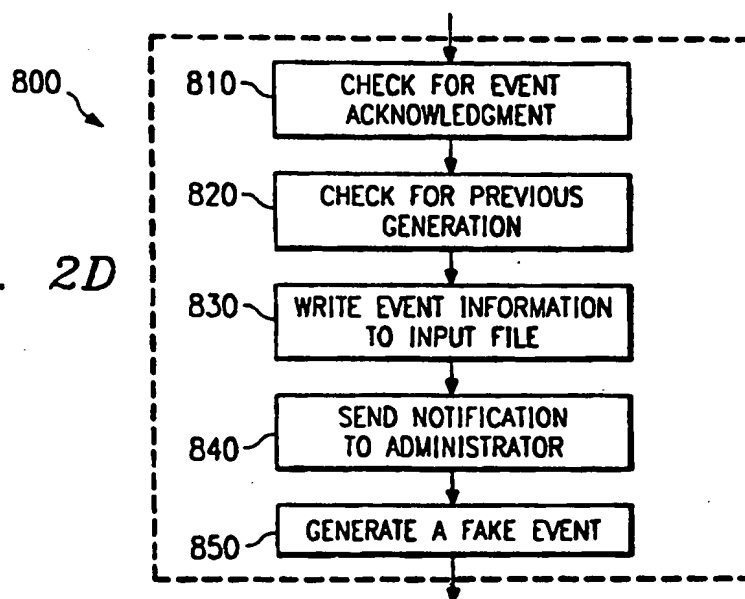 800
810
CHECK FOR EVENT
ACKNOWLEDGMENT
820
CHECK FOR PREVIOUS
GENERATION
. 2D
830
WRITE EVENT INFORMATION
TO INPUT FILE
840
SEND NOTIFICATION
TO ADMINISTRATOR
850
GENERATE A FAKE EVENT